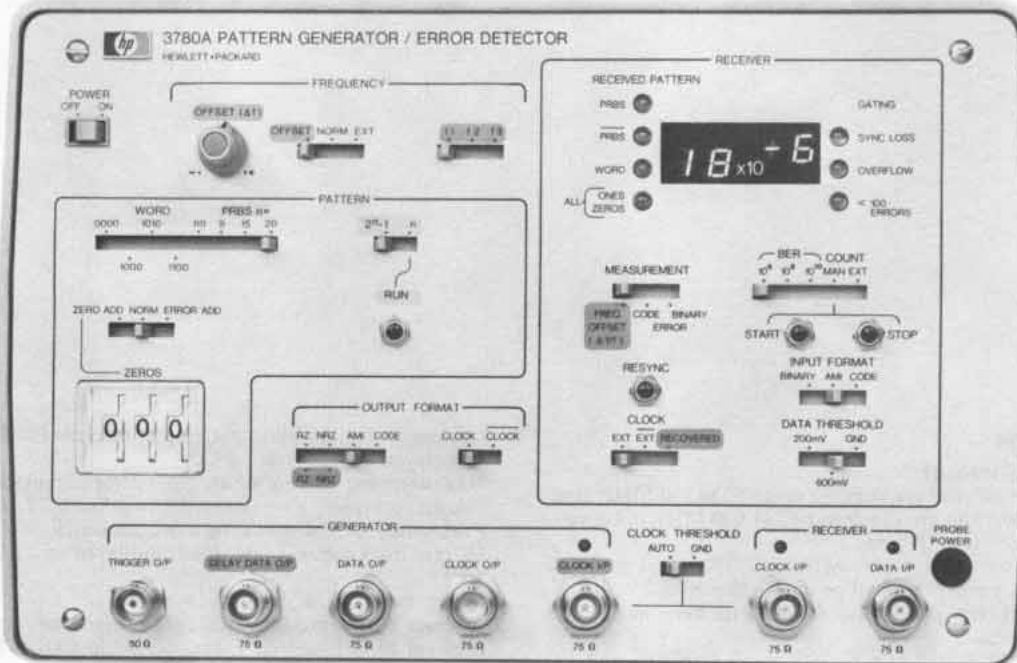 hp 3780A PATTERN GENERATOR / ERROR DETECTOR
HEWLETT•PACKARD
POWER
OFF ON
FREQUENCY
OFFSET (Δf)
OFFSET NORM EXT
f1 f2 f3
PATTERN
WORD PRBS n=
0000 1010 110 9 15 20
1000 1100
2ⁿ-1 n
RUN
ZERO ADD NORM ERROR ADD
ZEROS
0 0 0
OUTPUT FORMAT
RZ NRZ AMI CODE
RZ NRZ
CLOCK CLOCK
RECEIVER
RECEIVED PATTERN
PRBS
PRBS
WORD
ALL ONES
ZEROS
18 x10 -6
GATING
SYNC LOSS
OVERFLOW
< 100
ERRORS
MEASUREMENT
FREQ CODE BINARY
OFFSET ERROR
BER COUNT
MAN EXT
START STOP
RESYNC
CLOCK
EXT EXT RECOVERED
INPUT FORMAT
BINARY AMI CODE
DATA THRESHOLD
200mV GND
600mV
GENERATOR
TRIGGER O/P DELAY DATA O/P DATA O/P CLOCK O/P CLOCK I/P
50 Ω 75 Ω 75 Ω 75 Ω 75 Ω
CLOCK THRESHOLD
AUTO GND
RECEIVER
CLOCK I/P DATA I/P
75 Ω 75 Ω
PROBE
POWER